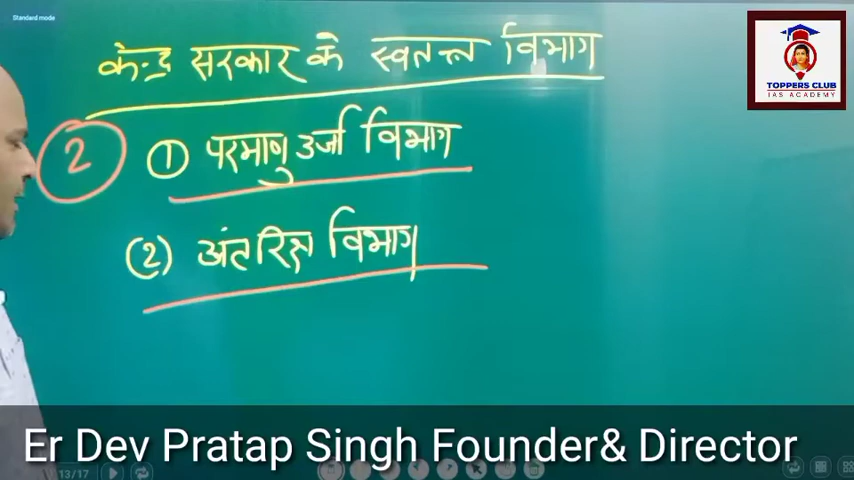 Standard mode
केन्द्र सरकार के स्वतन्त्र विभाग
TOPPERS CLUB
IAS ACADEMY
2
① परमाणु उर्जा विभाग
(2) अंतरिक्ष विभाग
Er Dev Pratap Singh Founder& Director
13/17